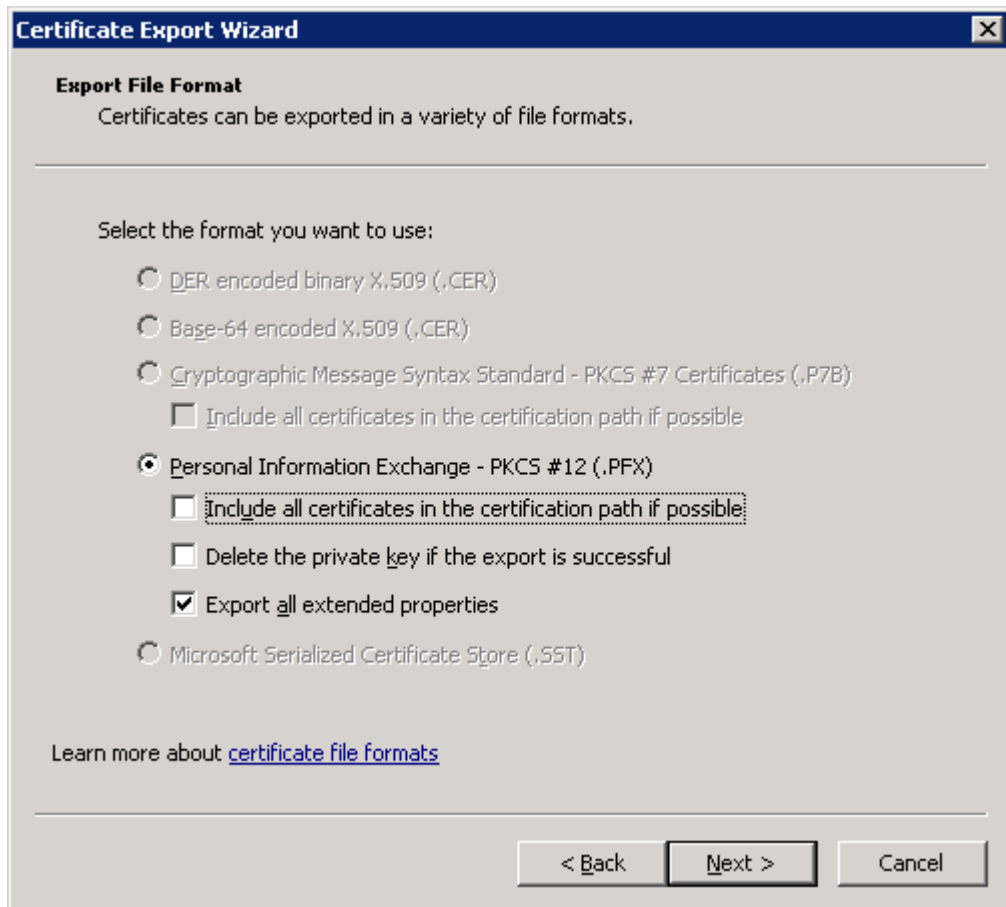 Certificate Export Wizard
Export File Format
Certificates can be exported in a variety of file formats.
Select the format you want to use:
DER encoded binary X.509 (.CER)
Base-64 encoded X.509 (.CER)
Cryptographic Message Syntax Standard - PKCS #7 Certificates (.P7B)
Include all certificates in the certification path if possible
Personal Information Exchange - PKCS #12 (.PFX)
Include all certificates in the certification path if possible
Delete the private key if the export is successful
Export all extended properties
Microsoft Serialized Certificate Store (.SST)
Learn more about certificate file formats
< Back Next > Cancel